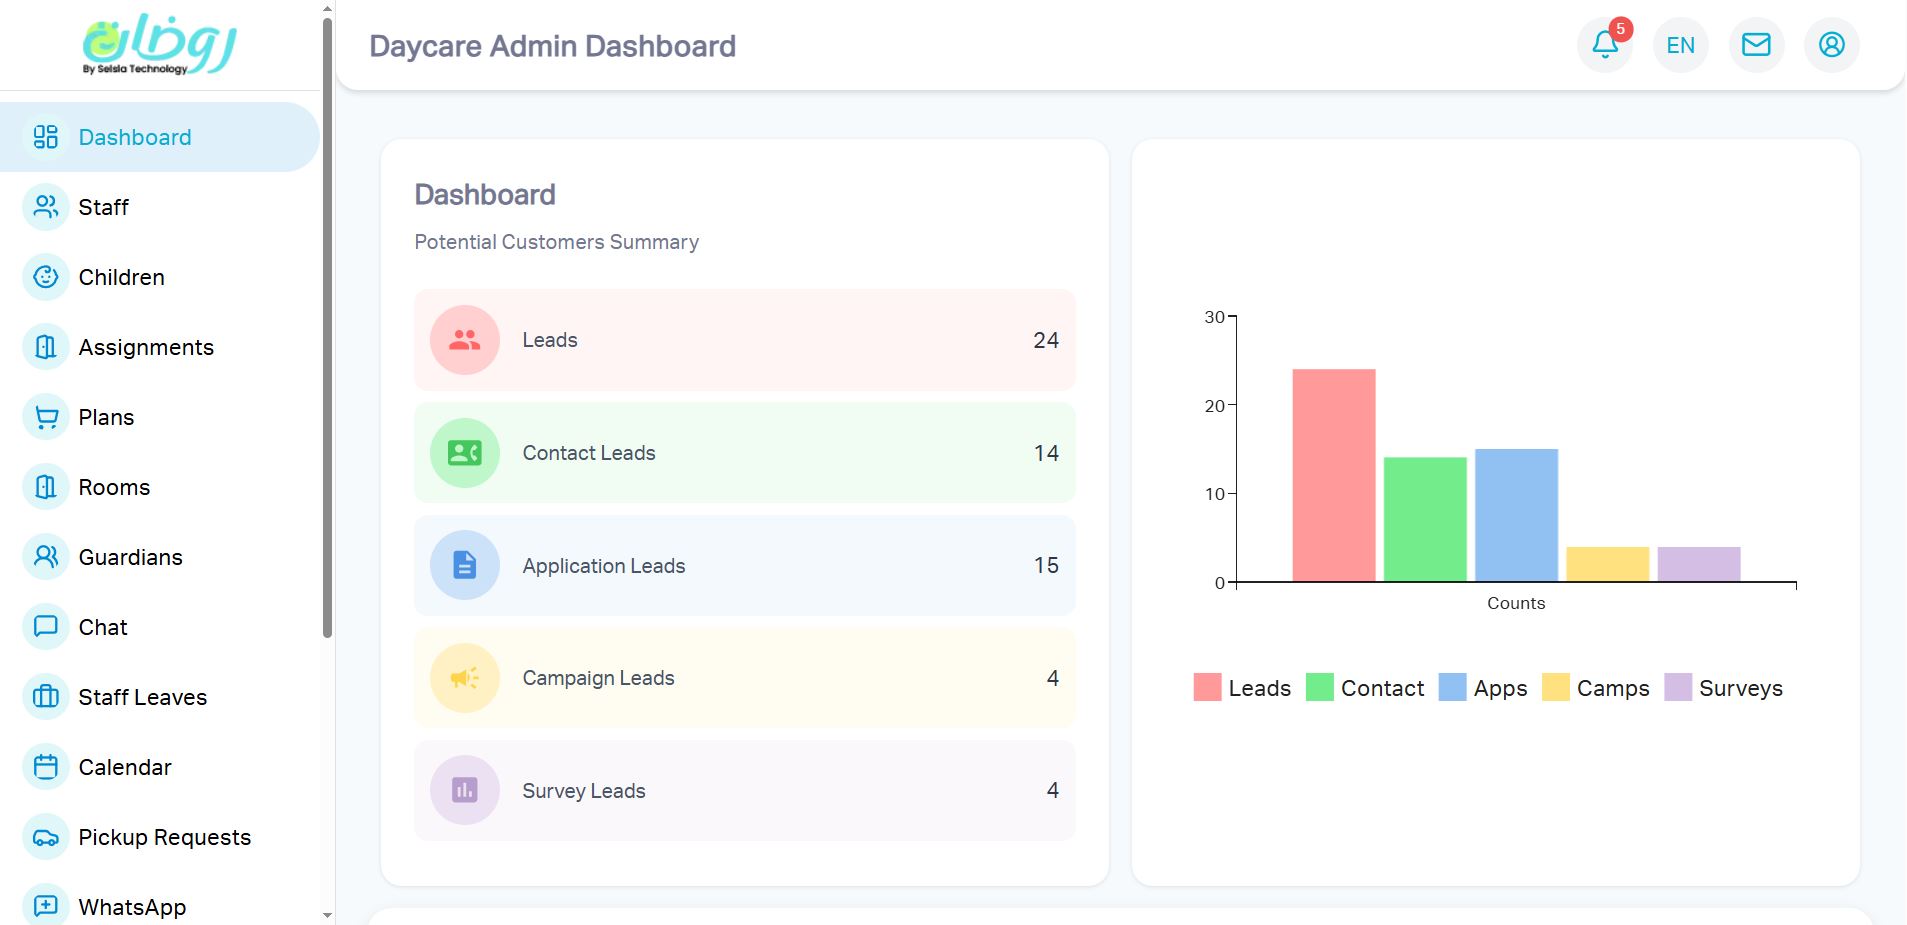 روضات
By Selsla Technology
Dashboard
Staff
Children
Assignments
Plans
Rooms
Guardians
Chat
Staff Leaves
Calendar
Pickup Requests
WhatsApp
Daycare Admin Dashboard
5
EN
Dashboard
Potential Customers Summary
Leads 24
Contact Leads 14
Application Leads 15
Campaign Leads 4
Survey Leads 4
30
20
10
0
Counts
Leads Contact Apps Camps Surveys